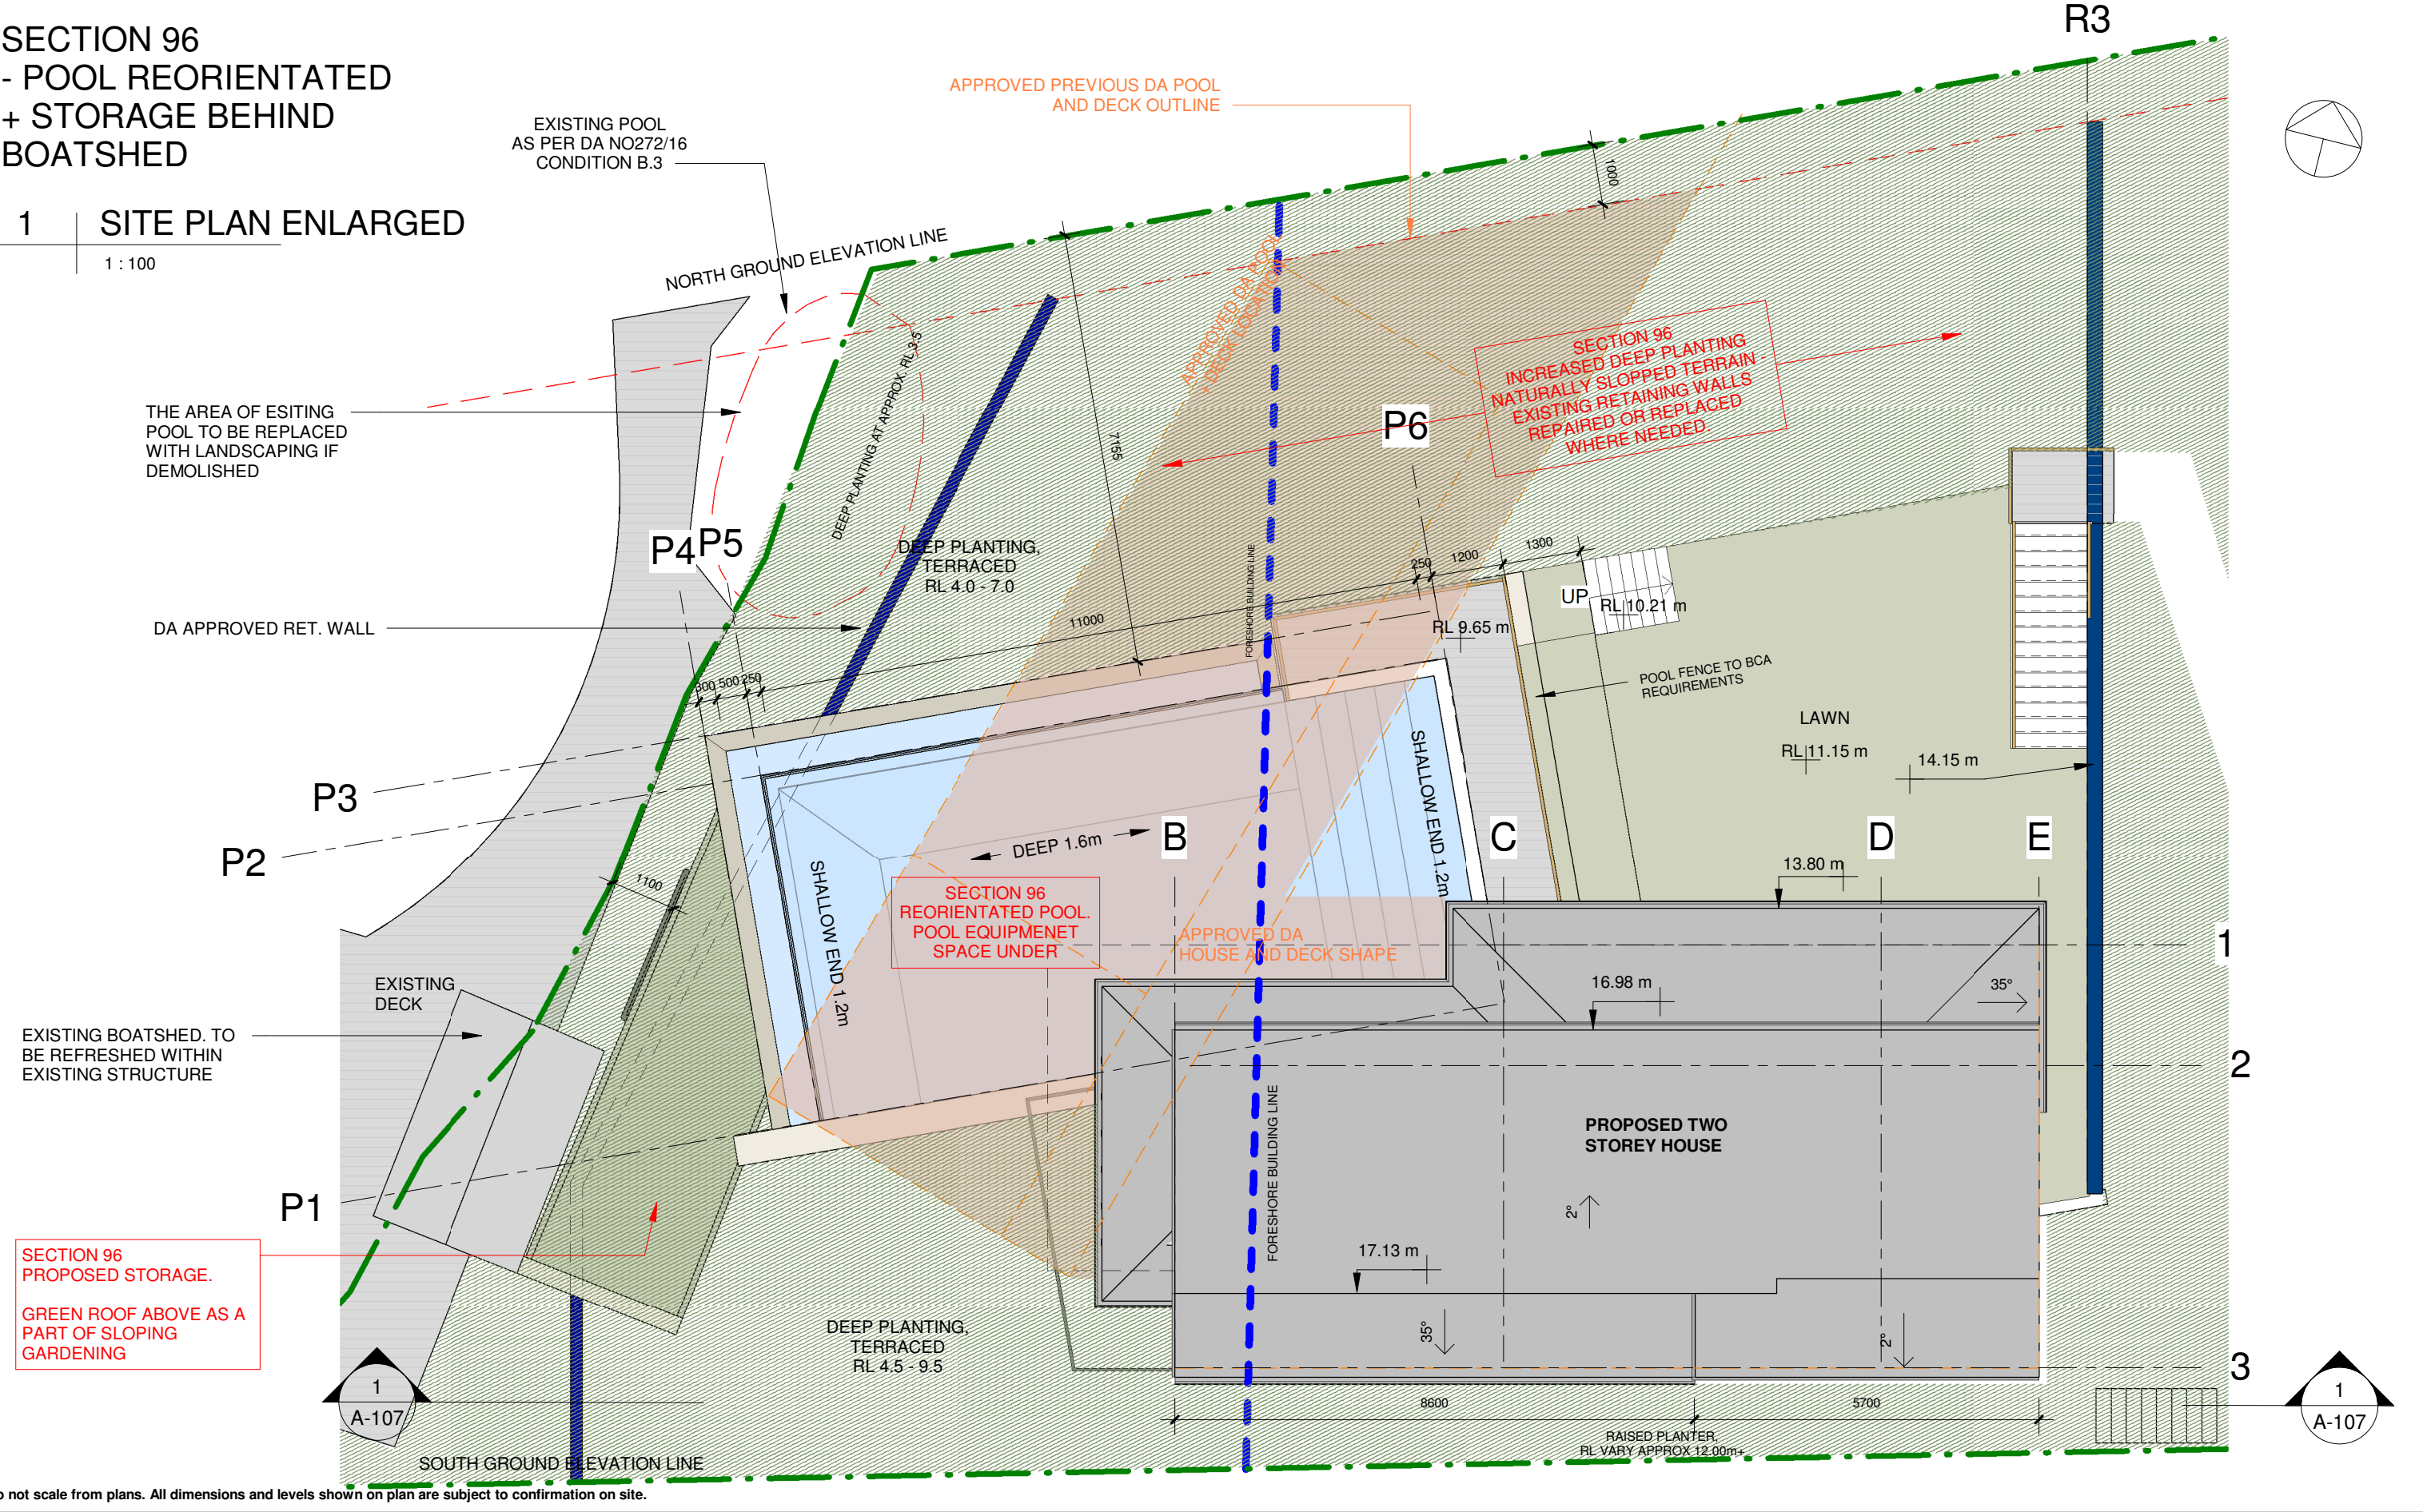 SECTION 96
- POOL REORIENTATED
+ STORAGE BEHIND
BOATSHED
1
SITE PLAN ENLARGED
1 : 100
R3
APPROVED PREVIOUS DA POOL
AND DECK OUTLINE
EXISTING POOL
AS PER DA NO272/16
CONDITION B.3
NORTH GROUND ELEVATION LINE
1000
THE AREA OF ESITING
POOL TO BE REPLACED
WITH LANDSCAPING IF
DEMOLISHED
DEEP PLANTING AT APPROX. RL 3.5
7155
APPROVED DA POOL
+ DECK LOCATION
P6
SECTION 96
INCREASED DEEP PLANTING
NATURALLY SLOPPED TERRAIN -
EXISTING RETAINING WALLS
REPAIRED OR REPLACED
WHERE NEEDED.
P4
P5
DEEP PLANTING,
TERRACED
RL 4.0 - 7.0
FORESHORE BUILDING LINE
250
1200
1300
UP
RL 10.21 m
RL 9.65 m
DA APPROVED RET. WALL
11000
300
500
250
POOL FENCE TO BCA
REQUIREMENTS
LAWN
RL 11.15 m
14.15 m
P3
P2
SHALLOW END 1.2m
DEEP 1.6m
B
C
D
E
13.80 m
1100
SHALLOW END 1.2m
SECTION 96
REORIENTATED POOL.
POOL EQUIPMENET
SPACE UNDER
APPROVED DA
HOUSE AND DECK SHAPE
1
16.98 m
35°
EXISTING
DECK
EXISTING BOATSHED. TO
BE REFRESHED WITHIN
EXISTING STRUCTURE
2
PROPOSED TWO
STOREY HOUSE
FORESHORE BUILDING LINE
P1
2°
SECTION 96
PROPOSED STORAGE.
GREEN ROOF ABOVE AS A
PART OF SLOPING
GARDENING
17.13 m
DEEP PLANTING,
TERRACED
RL 4.5 - 9.5
35°
2°
3
1
A-107
8600
5700
1
A-107
RAISED PLANTER,
RL VARY APPROX 12.00m+
SOUTH GROUND ELEVATION LINE
o not scale from plans. All dimensions and levels shown on plan are subject to confirmation on site.